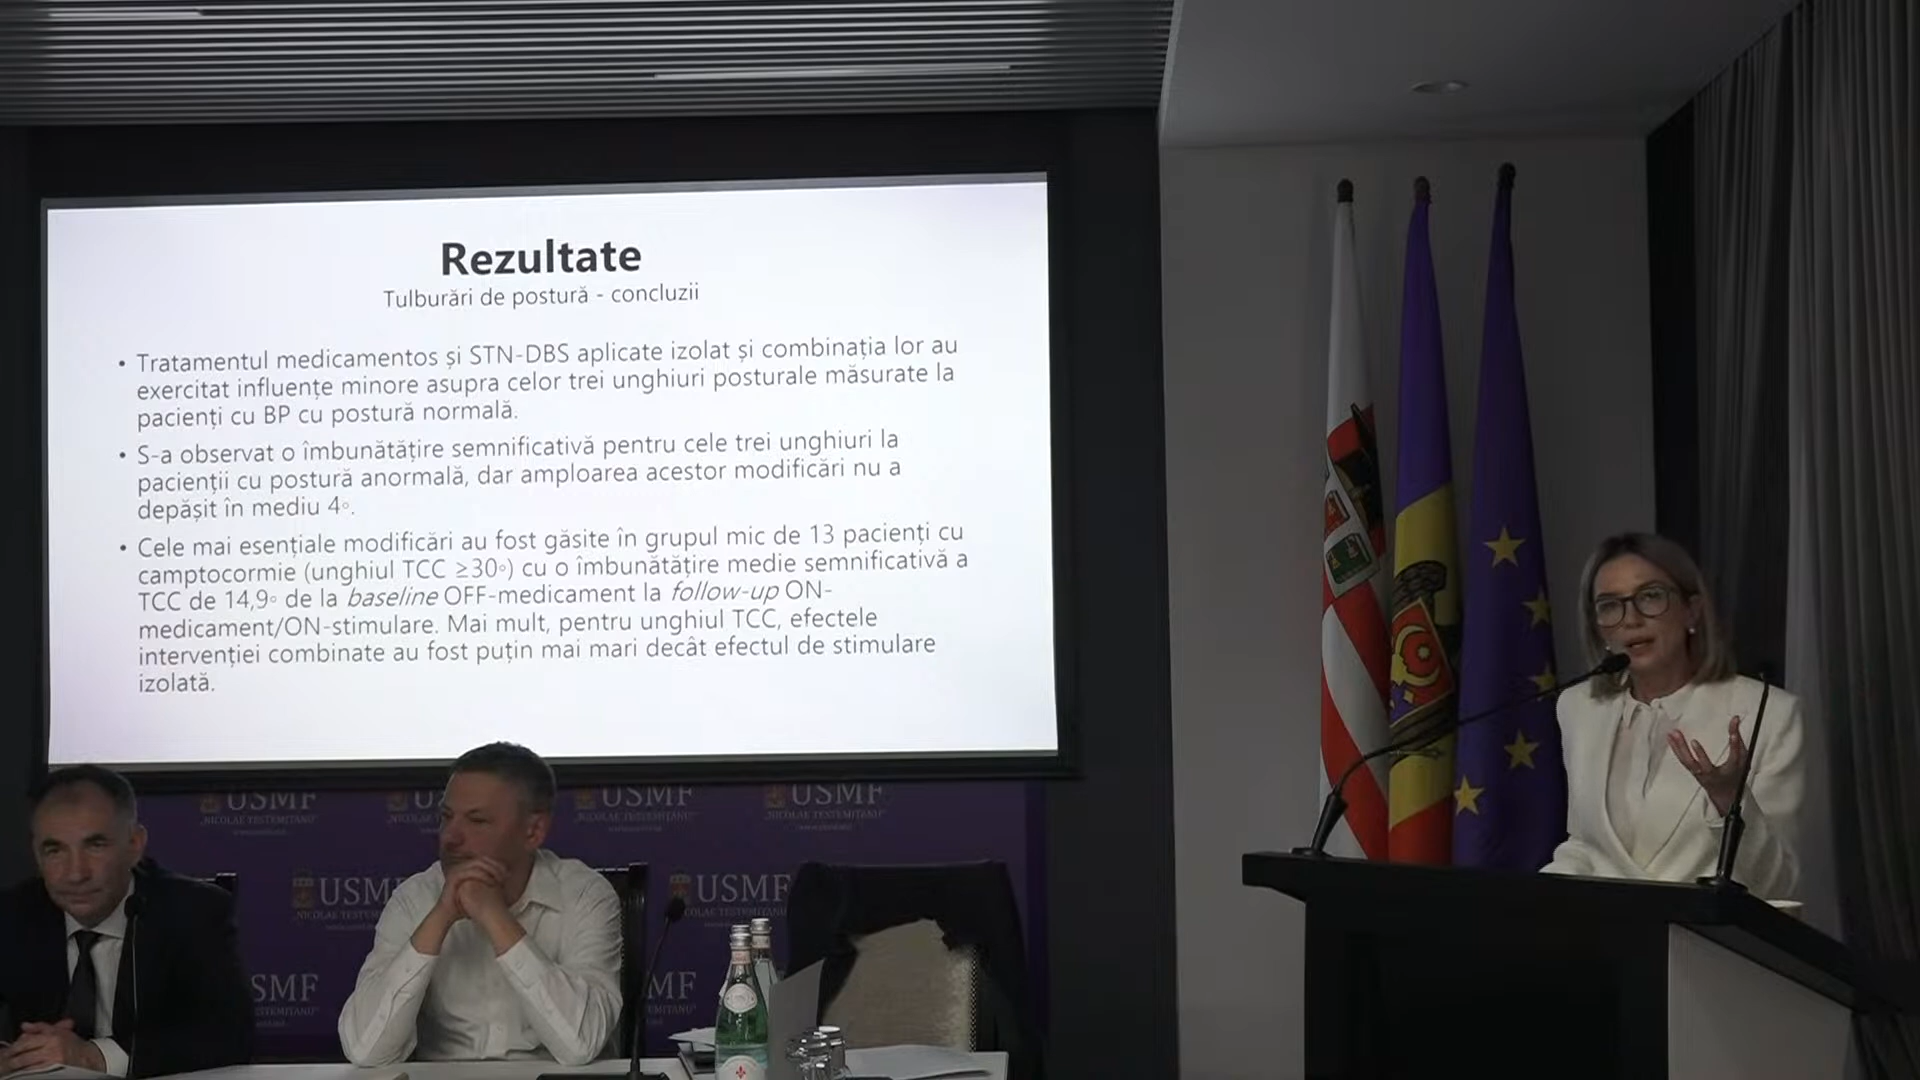 Rezultate
Tulburări de postură - concluzii
• Tratamentul medicamentos și STN-DBS aplicate izolat și combinația lor au
exercitat influențe minore asupra celor trei unghiuri posturale măsurate la
pacienți cu BP cu postură normală.
• S-a observat o îmbunătățire semnificativă pentru cele trei unghiuri la
pacienții cu postură anormală, dar amploarea acestor modificări nu a
depășit în mediu 4◦.
• Cele mai esențiale modificări au fost găsite în grupul mic de 13 pacienți cu
camptocormie (unghiul TCC ≥30◦) cu o îmbunătățire medie semnificativă a
TCC de 14,9◦ de la baseline OFF-medicament la follow-up ON-
medicament/ON-stimulare. Mai mult, pentru unghiul TCC, efectele
intervenției combinate au fost puțin mai mari decât efectul de stimulare
izolată.
USMF
USMF
USMF
„NICOLAE TESTEMIȚANU”
„NICOLAE TESTEMIȚANU”
„NICOLAE TESTEMIȚANU”
USMF
USMF